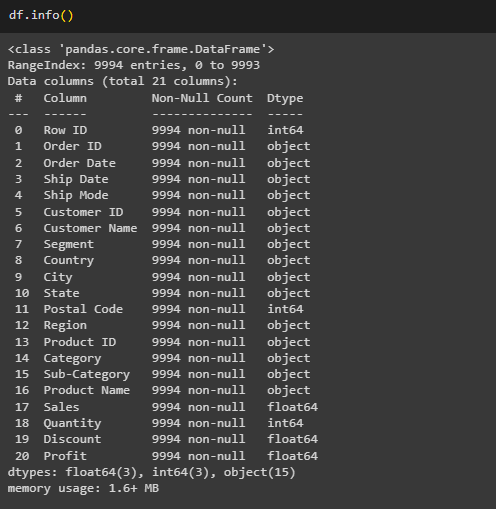 df.info()
<class 'pandas.core.frame.DataFrame'>
RangeIndex: 9994 entries, 0 to 9993
Data columns (total 21 columns):
 #   Column         Non-Null Count  Dtype
---  ------         --------------  -----
 0   Row ID         9994 non-null   int64
 1   Order ID       9994 non-null   object
 2   Order Date     9994 non-null   object
 3   Ship Date      9994 non-null   object
 4   Ship Mode      9994 non-null   object
 5   Customer ID    9994 non-null   object
 6   Customer Name  9994 non-null   object
 7   Segment        9994 non-null   object
 8   Country        9994 non-null   object
 9   City           9994 non-null   object
 10  State          9994 non-null   object
 11  Postal Code    9994 non-null   int64
 12  Region         9994 non-null   object
 13  Product ID     9994 non-null   object
 14  Category       9994 non-null   object
 15  Sub-Category   9994 non-null   object
 16  Product Name   9994 non-null   object
 17  Sales          9994 non-null   float64
 18  Quantity       9994 non-null   int64
 19  Discount       9994 non-null   float64
 20  Profit         9994 non-null   float64
dtypes: float64(3), int64(3), object(15)
memory usage: 1.6+ MB